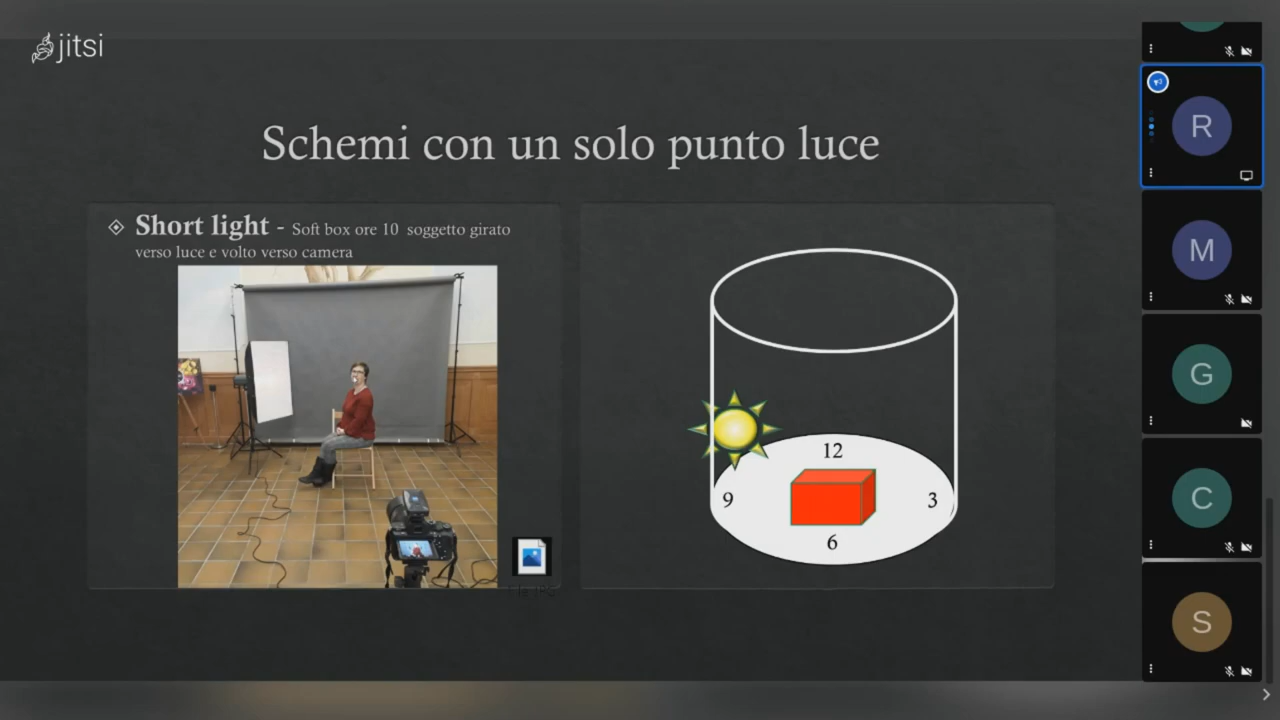 jitsi
Schemi con un solo punto luce
Short light - Soft box ore 10 soggetto girato
verso luce e volto verso camera
12
9
3
6
R
M
G
C
S